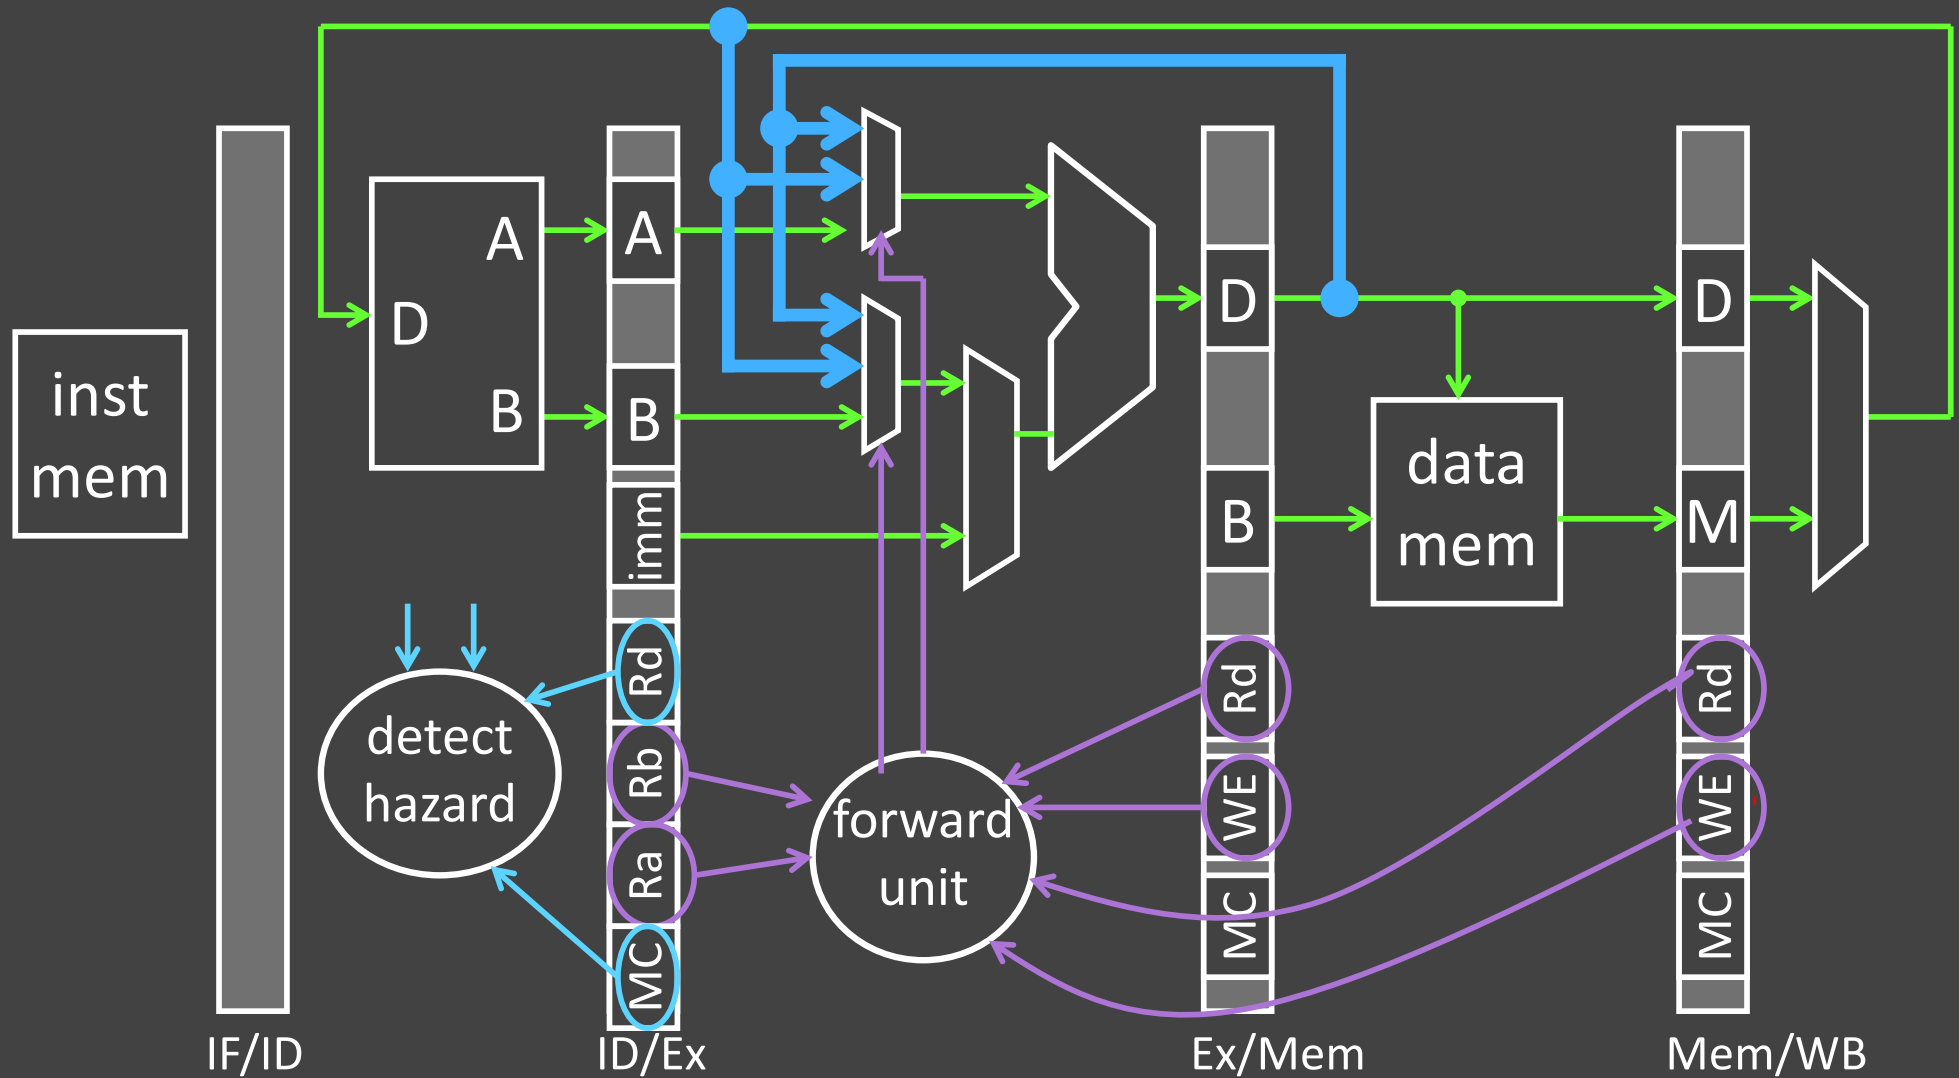 inst
mem
D
A
B
A
B
imm
Rd
Rb
Ra
MC
detect
hazard
forward
unit
D
B
Rd
WE
MC
data
mem
D
M
Rd
WE
MC
IF/ID
ID/Ex
Ex/Mem
Mem/WB